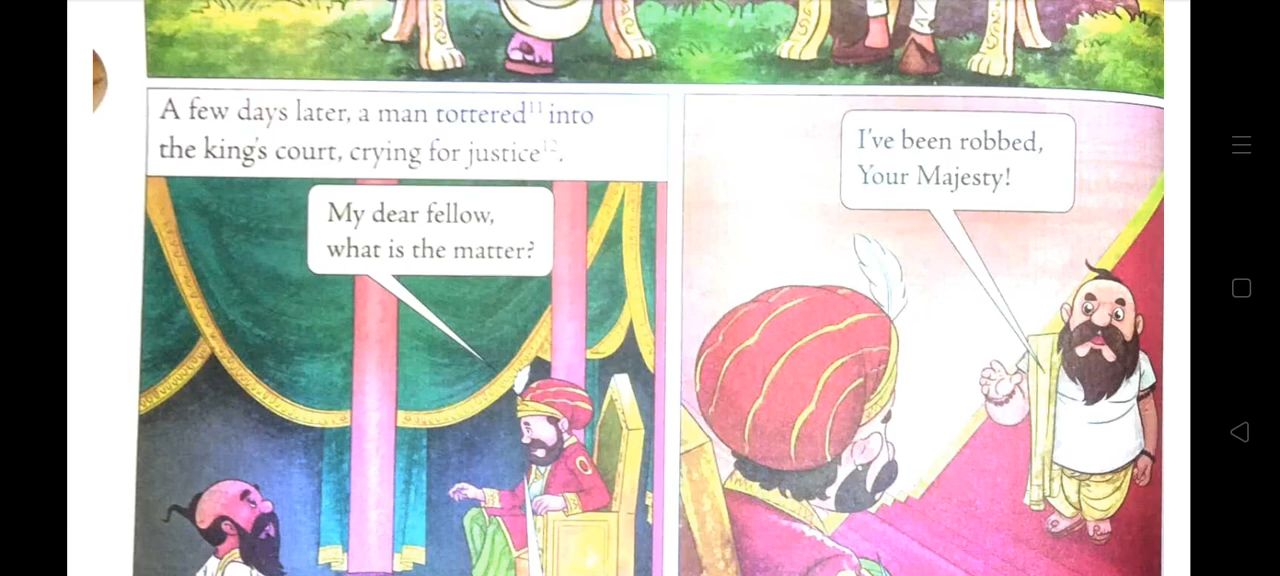 A few days later, a man tottered¹¹ into
the king's court, crying for justice¹².
My dear fellow,
what is the matter?
I've been robbed,
Your Majesty!